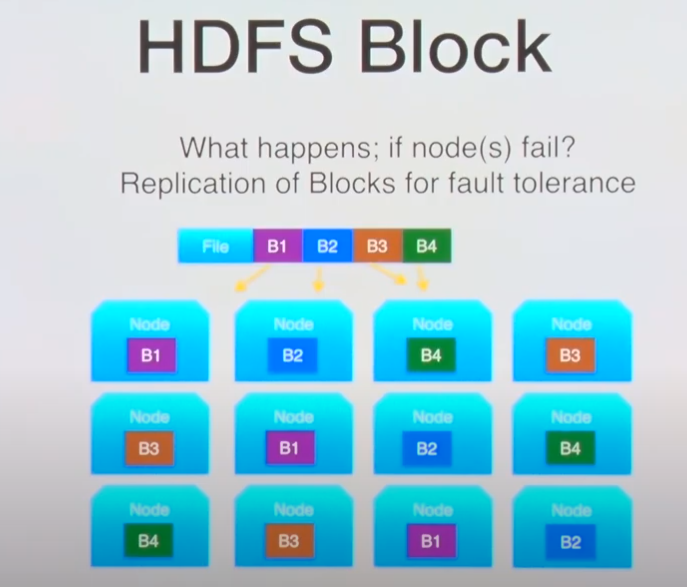 HDFS Block
What happens; if node(s) fail?
Replication of Blocks for fault tolerance
File B1 B2 B3 B4
Node Node Node Node
B1 B2 B4 B3
Node Node Node Node
B3 B1 B2 B4
Node Node Node Node
B4 B3 B1 B2